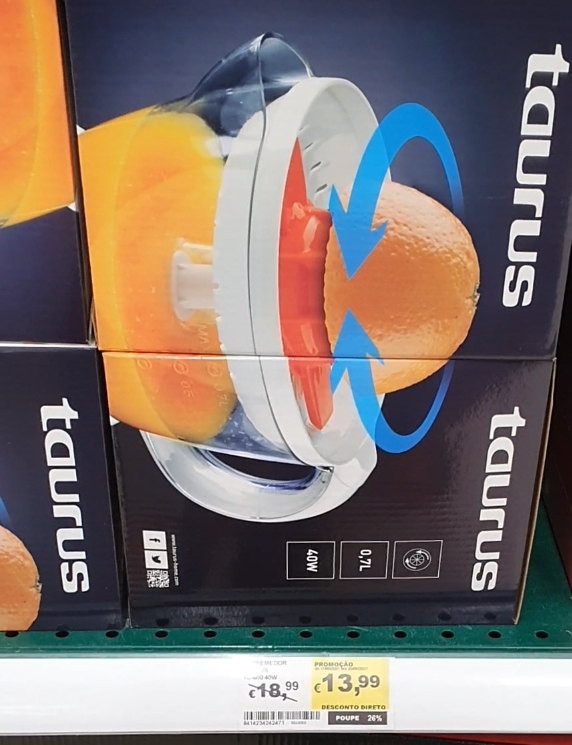 taurus
taurus
taurus
40W
0,7L
www.taurus-home.com
PROMOÇÃO
€18,99
€13,99
DESCONTO DIRETO
POUPE 26%